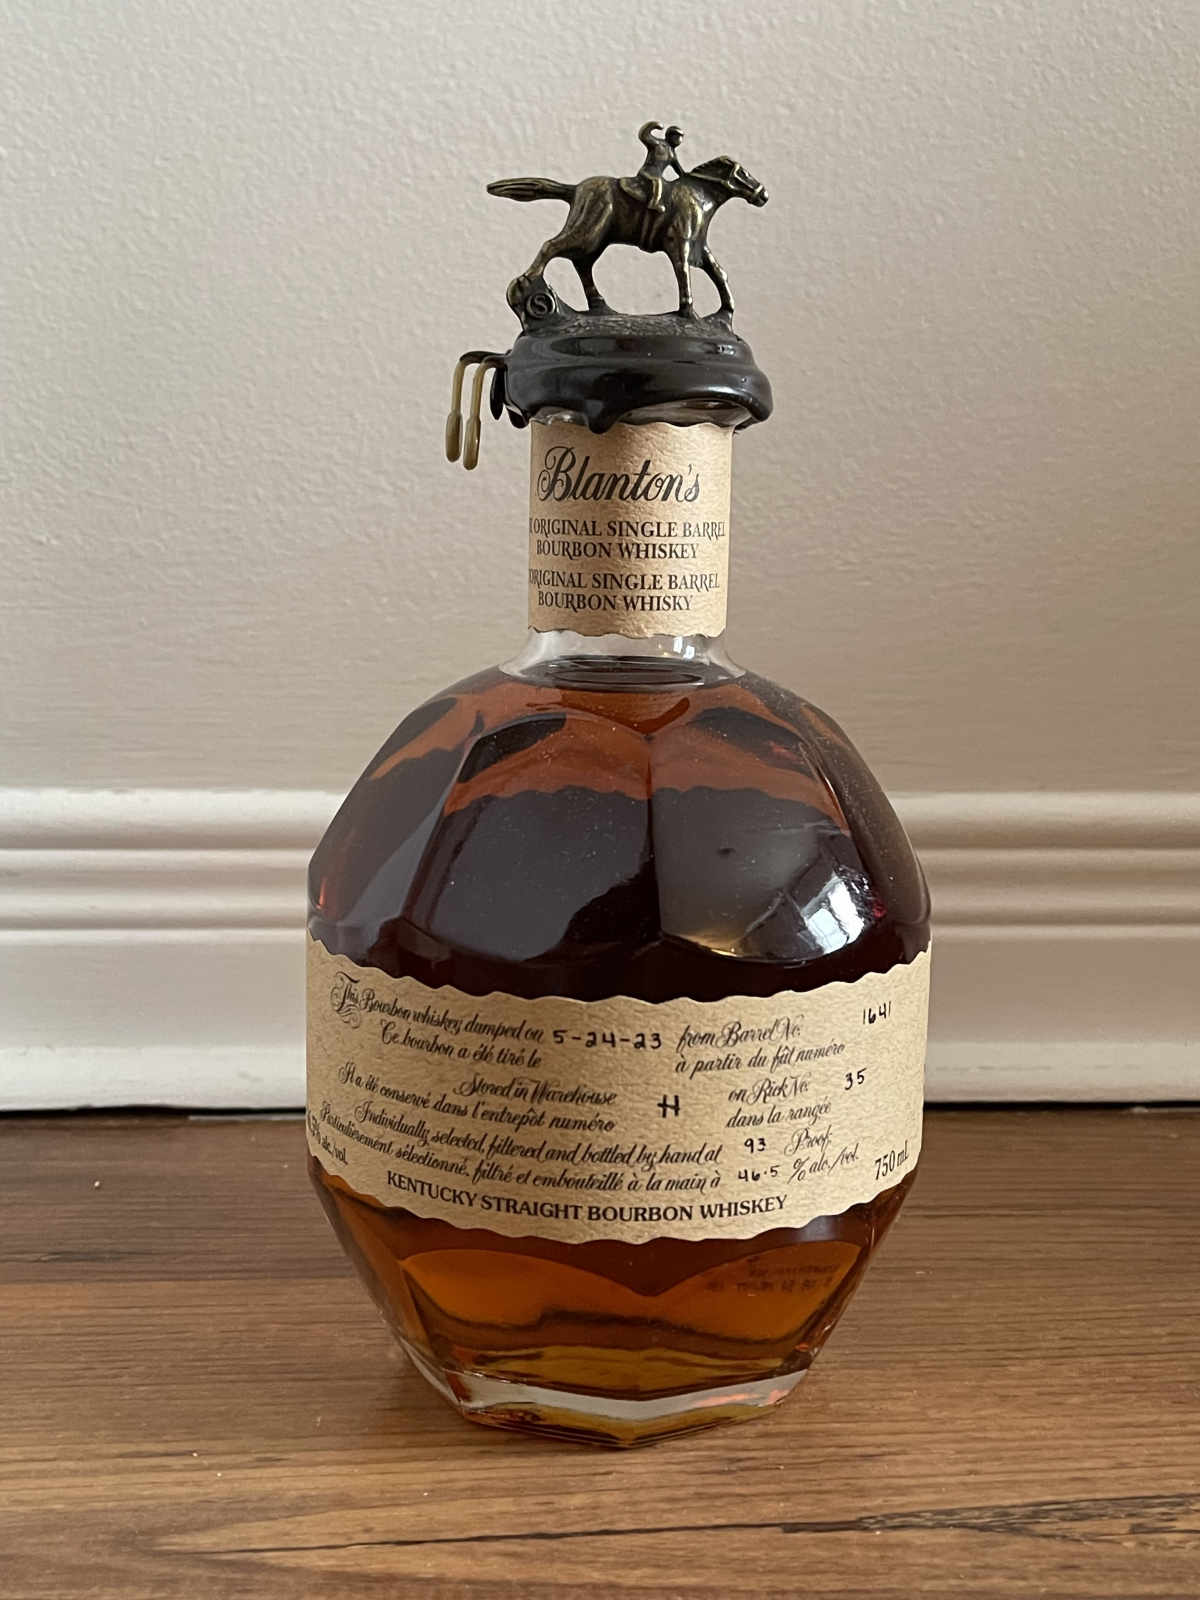 S
Blanton's
ORIGINAL SINGLE BARREL
BOURBON WHISKEY
ORIGINAL SINGLE BARREL
BOURBON WHISKY
This Bourbon whiskey dumped on 5-24-23 from Barrel No: 1641
Ce bourbon a été tiré le à partir du fût numéro
Stored in Warehouse H on Rick No: 35
Il a été conservé dans l'entrepôt numéro dans la rangée
Individually selected, filtered and bottled by hand at 93 Proof:
Particulièrement sélectionné, filtré et embouteillé à la main à 46.5 % alc./vol.
alc./vol. 750 mL
KENTUCKY STRAIGHT BOURBON WHISKEY